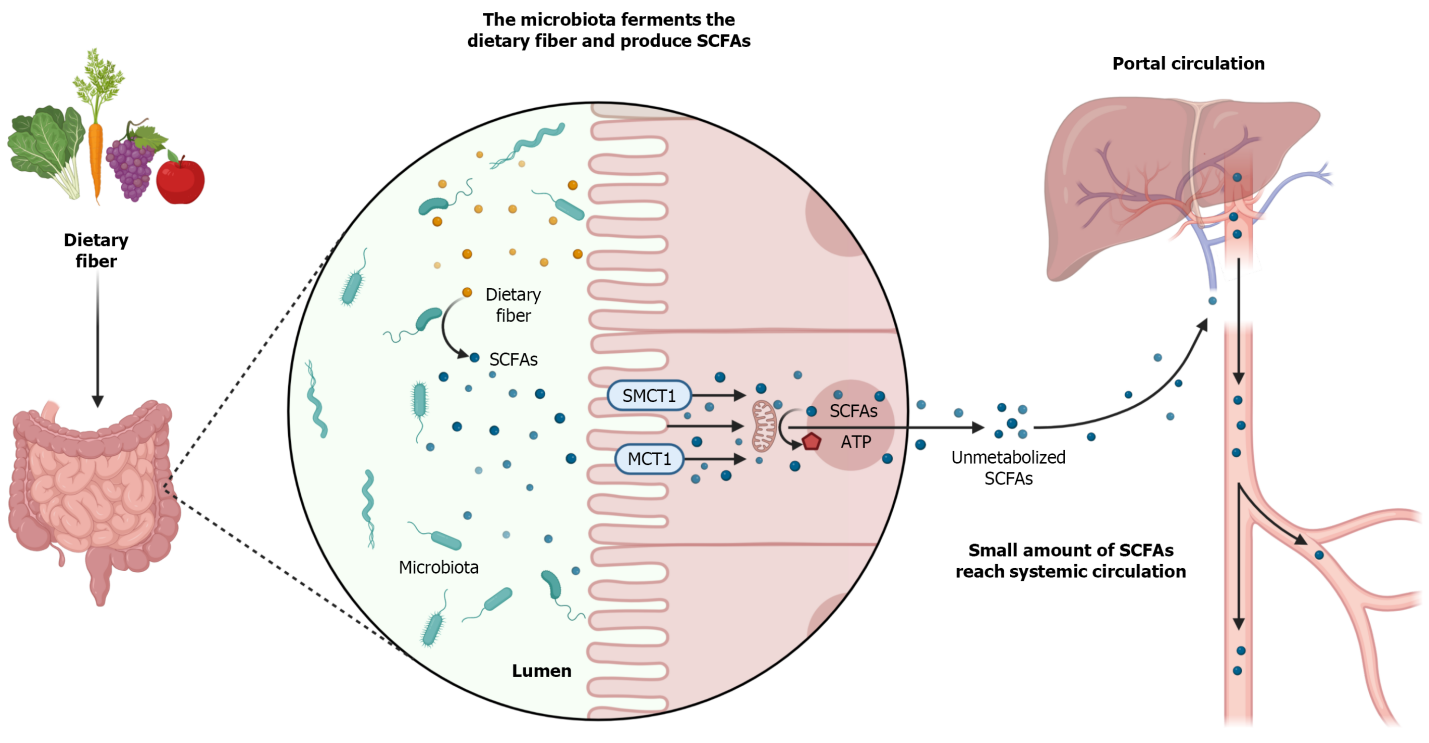 The microbiota ferments the
dietary fiber and produce SCFAs
Portal circulation
Dietary
fiber
Dietary
fiber
SCFAs
SMCT1
MCT1
SCFAs
ATP
Unmetabolized
SCFAs
Microbiota
Lumen
Small amount of SCFAs
reach systemic circulation